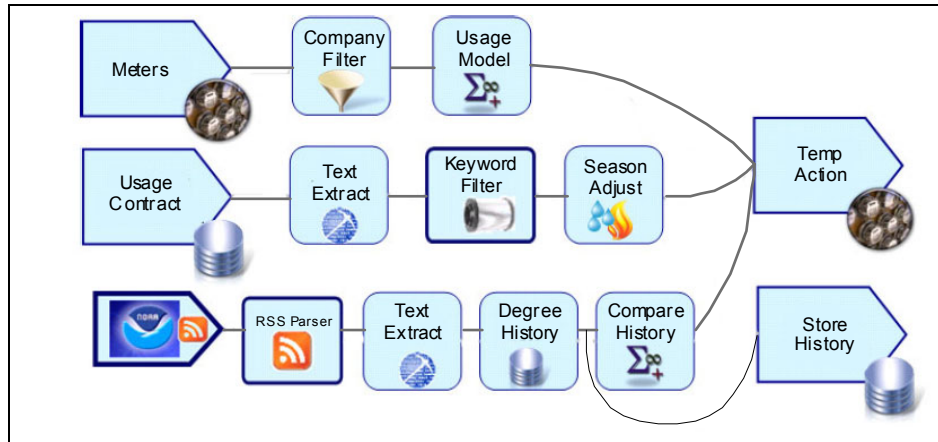 Meters
Company
Filter
Usage
Model
Σ∞
+
Usage
Contract
Text
Extract
Keyword
Filter
Season
Adjust
Temp
Action
NOAA
RSS Parser
Text
Extract
Degree
History
Compare
History
Σ∞
+
Store
History